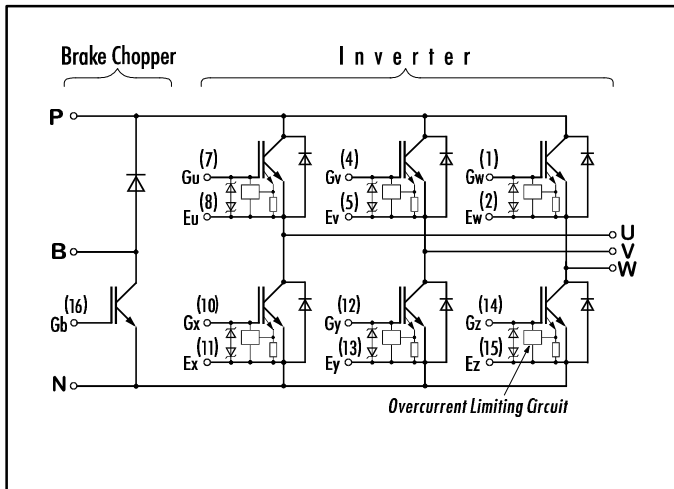 Brake Chopper
Inverter
P
(7)
(4)
(1)
Gu
Gv
Gw
(8)
(5)
(2)
Eu
Ev
Ew
U
B
V
W
(16)
(10)
(12)
(14)
Gb
Gx
Gy
Gz
(11)
(13)
(15)
Ex
Ey
Ez
N
Overcurrent Limiting Circuit